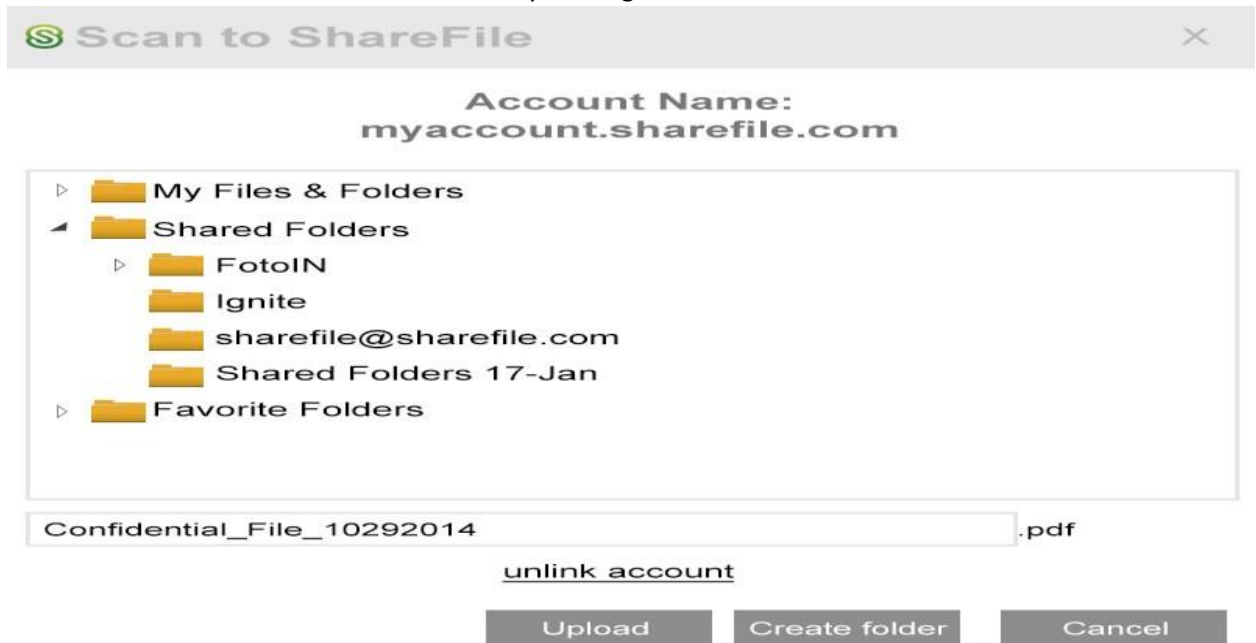 Scan to ShareFile
Account Name:
myaccount.sharefile.com
My Files & Folders
Shared Folders
FotoIN
Ignite
sharefile@sharefile.com
Shared Folders 17-Jan
Favorite Folders
Confidential_File_10292014 .pdf
unlink account
Upload Create folder Cancel